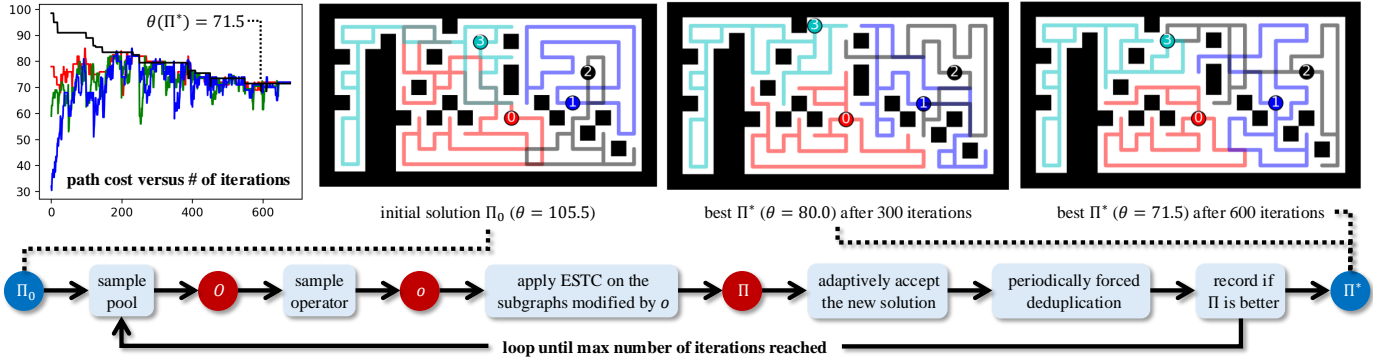 100
90
80
70
60
50
40
30
0
200
400
600
θ(Π*) = 71.5
path cost versus # of iterations
3
2
1
0
initial solution Π₀ (θ = 105.5)
3
2
1
0
best Π* (θ = 80.0) after 300 iterations
3
2
1
0
best Π* (θ = 71.5) after 600 iterations
Π₀
sample
pool
O
sample
operator
o
apply ESTC on the
subgraphs modified by o
Π
adaptively accept
the new solution
periodically forced
deduplication
record if
Π is better
Π*
loop until max number of iterations reached